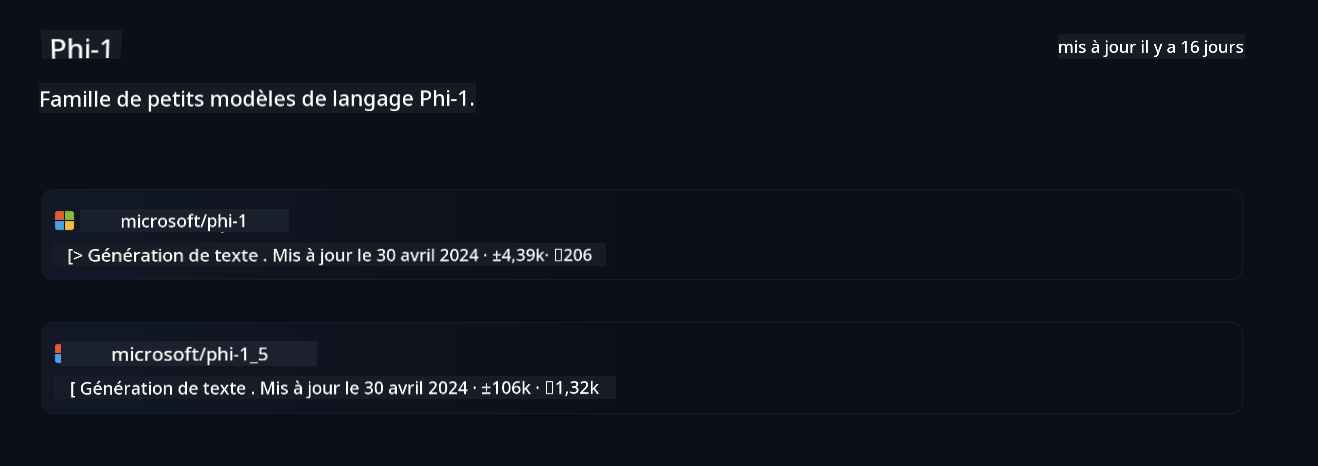 Phi-1
mis à jour il y a 16 jours
Famille de petits modèles de langage Phi-1.
microsoft/phi-1
[> Génération de texte . Mis à jour le 30 avril 2024 · ±4,39k· 206
microsoft/phi-1_5
[ Génération de texte . Mis à jour le 30 avril 2024 · ±106k · 1,32k